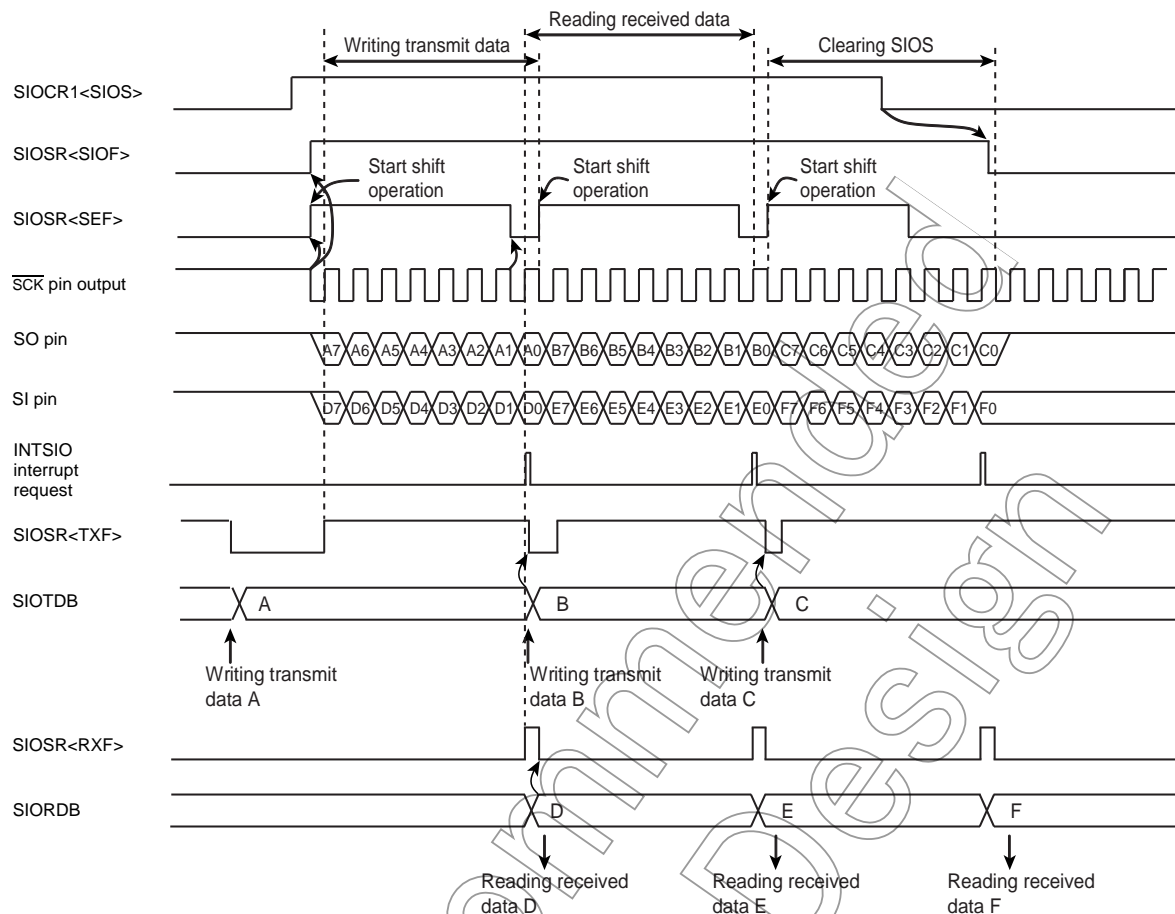 Reading received data
Writing transmit data
Clearing SIOS
SIOCR1<SIOS>
SIOSR<SIOF>
Start shift
operation
Start shift
operation
Start shift
operation
SIOSR<SEF>
SCK pin output
SO pin
A7 A6 A5 A4 A3 A2 A1 A0 B7 B6 B5 B4 B3 B2 B1 B0 C7 C6 C5 C4 C3 C2 C1 C0
SI pin
D7 D6 D5 D4 D3 D2 D1 D0 E7 E6 E5 E4 E3 E2 E1 E0 F7 F6 F5 F4 F3 F2 F1 F0
INTSIO
interrupt
request
SIOSR<TXF>
SIOTDB
A B C
Writing transmit
data A
Writing transmit
data B
Writing transmit
data C
SIOSR<RXF>
SIORDB
D E F
Reading received
data D
Reading received
data E
Reading received
data F
ommended
Design